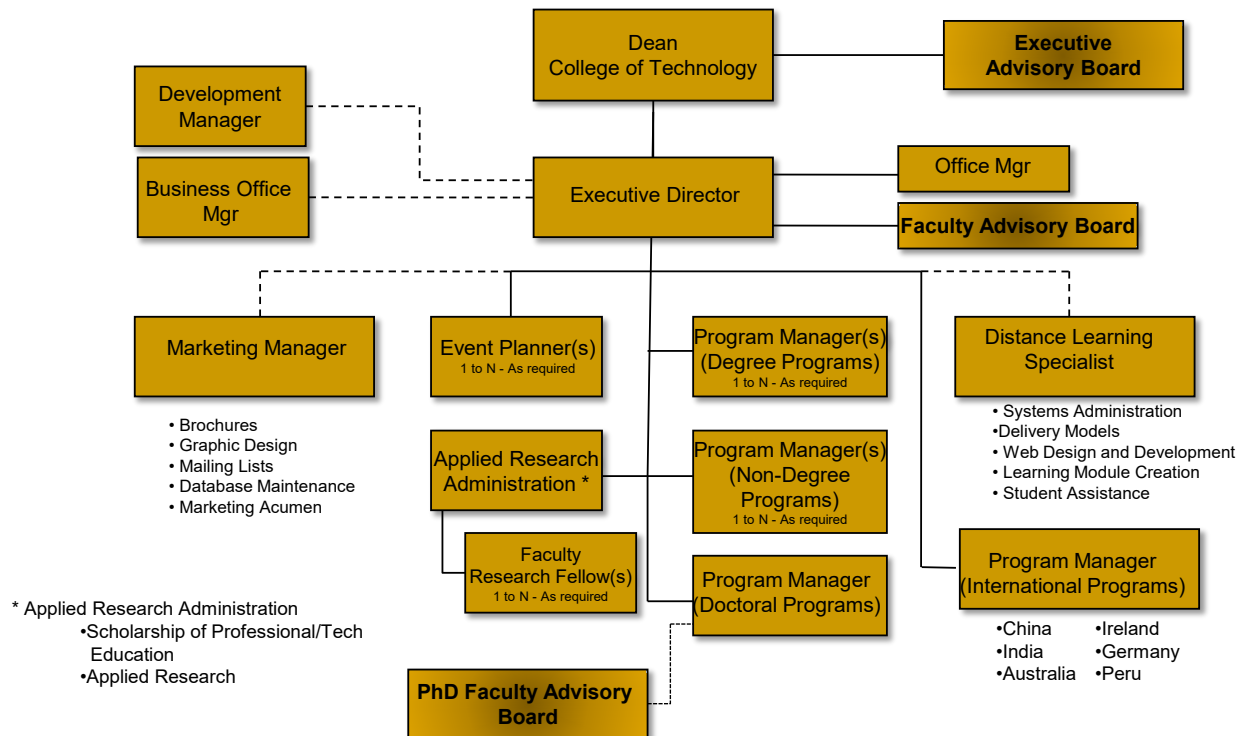 Dean
College of Technology
Executive
Advisory Board
Development
Manager
Business Office
Mgr
Executive Director
Office Mgr
Faculty Advisory Board
Marketing Manager
• Brochures
• Graphic Design
• Mailing Lists
• Database Maintenance
• Marketing Acumen
Event Planner(s)
1 to N - As required
Program Manager(s)
(Degree Programs)
1 to N - As required
Distance Learning
Specialist
• Systems Administration
•Delivery Models
• Web Design and Development
• Learning Module Creation
• Student Assistance
Applied Research
Administration *
Program Manager(s)
(Non-Degree
Programs)
1 to N - As required
Faculty
Research Fellow(s)
1 to N - As required
Program Manager
(Doctoral Programs)
Program Manager
(International Programs)
•China
•India
•Australia
•Ireland
•Germany
•Peru
* Applied Research Administration
•Scholarship of Professional/Tech
Education
•Applied Research
PhD Faculty Advisory
Board